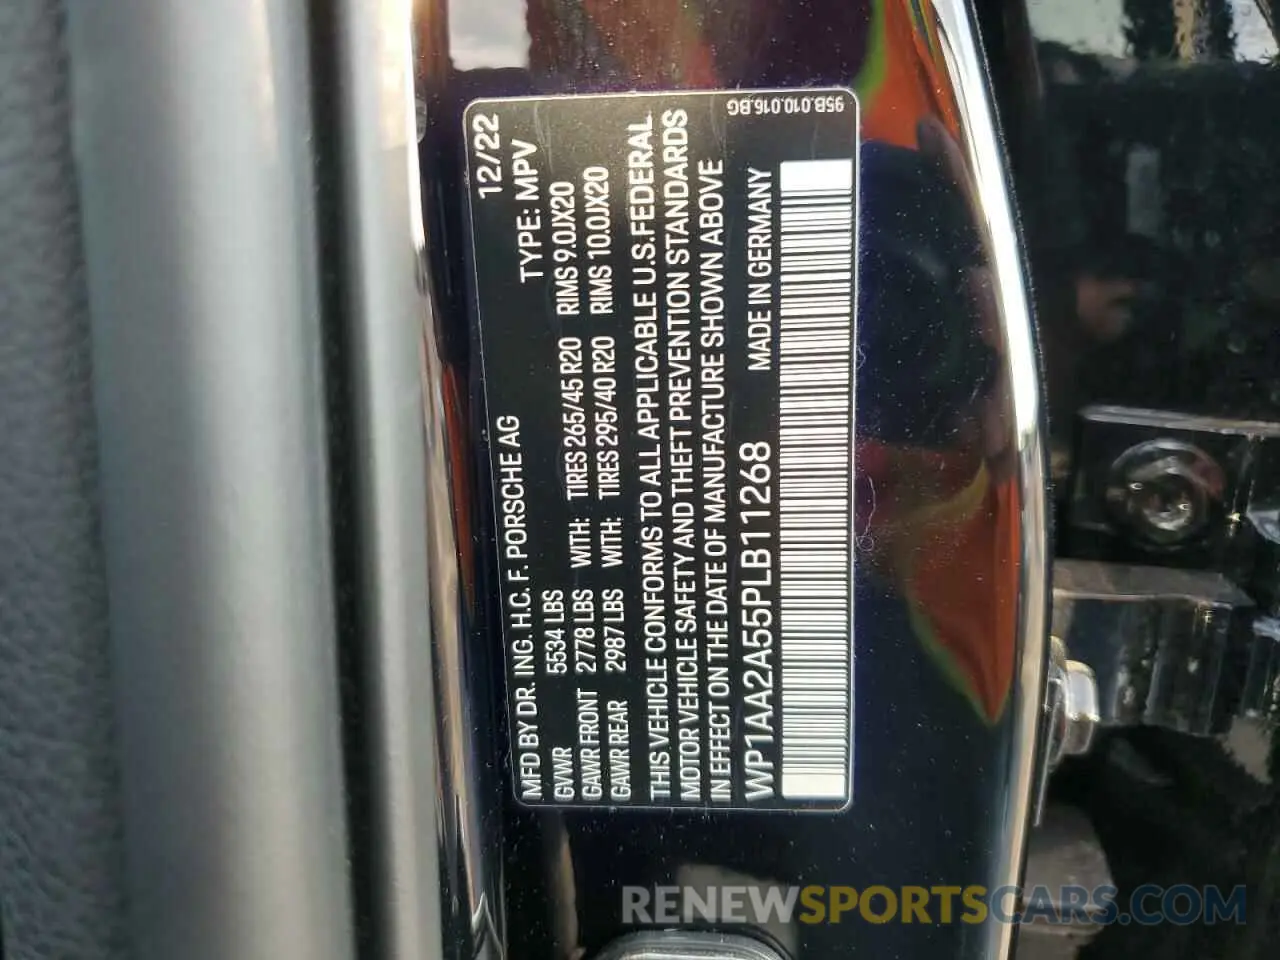 12/22
MFD BY DR. ING. H.C. F. PORSCHE AG TYPE: MPV
GVWR 5534 LBS
GAWR FRONT 2778 LBS WITH: TIRES 265/45 R20 RIMS 9.0JX20
GAWR REAR 2987 LBS WITH: TIRES 295/40 R20 RIMS 10.0JX20
THIS VEHICLE CONFORMS TO ALL APPLICABLE U.S.FEDERAL
MOTOR VEHICLE SAFETY AND THEFT PREVENTION STANDARDS
IN EFFECT ON THE DATE OF MANUFACTURE SHOWN ABOVE
WP1AA2A55PLB11268 MADE IN GERMANY
95B.010.016.BG
RENEWSPORTSCARS.COM